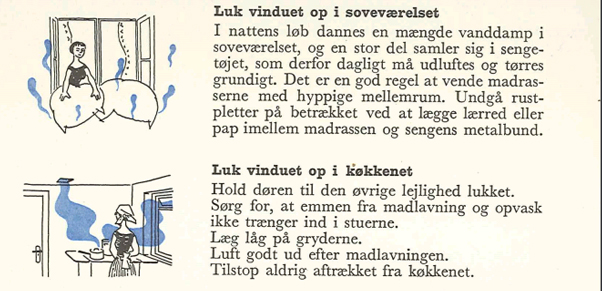 Luk vinduet op i soveværelset
I nattens løb dannes en mængde vanddamp i
soveværelset, og en stor del samler sig i senge-
tøjet, som derfor dagligt må udluftes og tørres
grundigt. Det er en god regel at vende madras-
serne med hyppige mellemrum. Undgå rust-
pletter på betrækket ved at lægge lærred eller
pap imellem madrassen og sengens metalbund.
Luk vinduet op i køkkenet
Hold døren til den øvrige lejlighed lukket.
Sørg for, at emmen fra madlavning og opvask
ikke trænger ind i stuerne.
Læg låg på gryderne.
Luft godt ud efter madlavningen.
Tilstop aldrig aftrækket fra køkkenet.